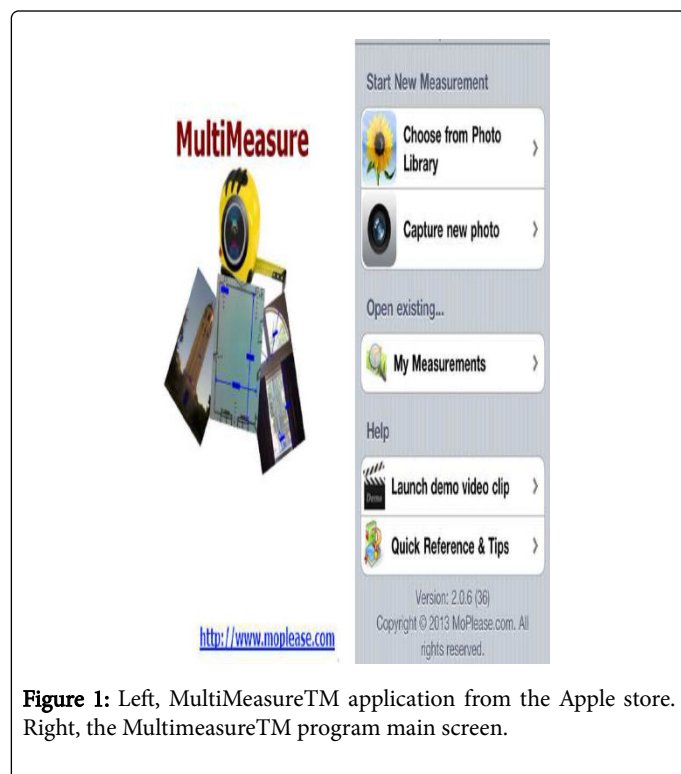 MultiMeasure
http://www.moplease.com
Start New Measurement
Choose from Photo
Library
Capture new photo
Open existing...
My Measurements
Help
Launch demo video clip
Demo
Quick Reference & Tips
Version: 2.0.6 (36)
Copyright © 2013 MoPlease.com. All
rights reserved.
Figure 1: Left, MultiMeasureTM application from the Apple store.
Right, the MultimeasureTM program main screen.